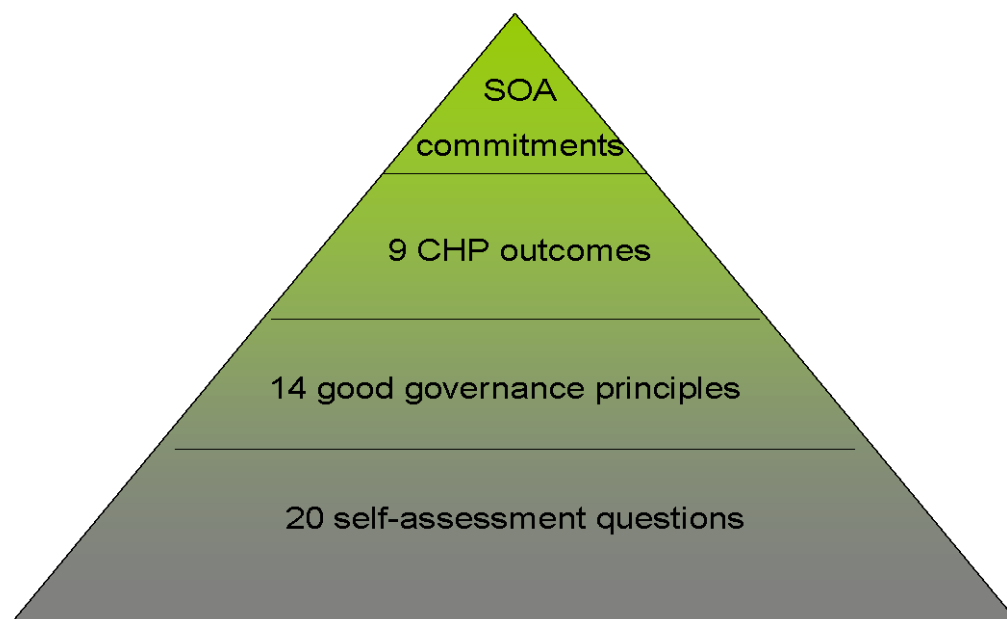 SOA
commitments
9 CHP outcomes
14 good governance principles
20 self-assessment questions